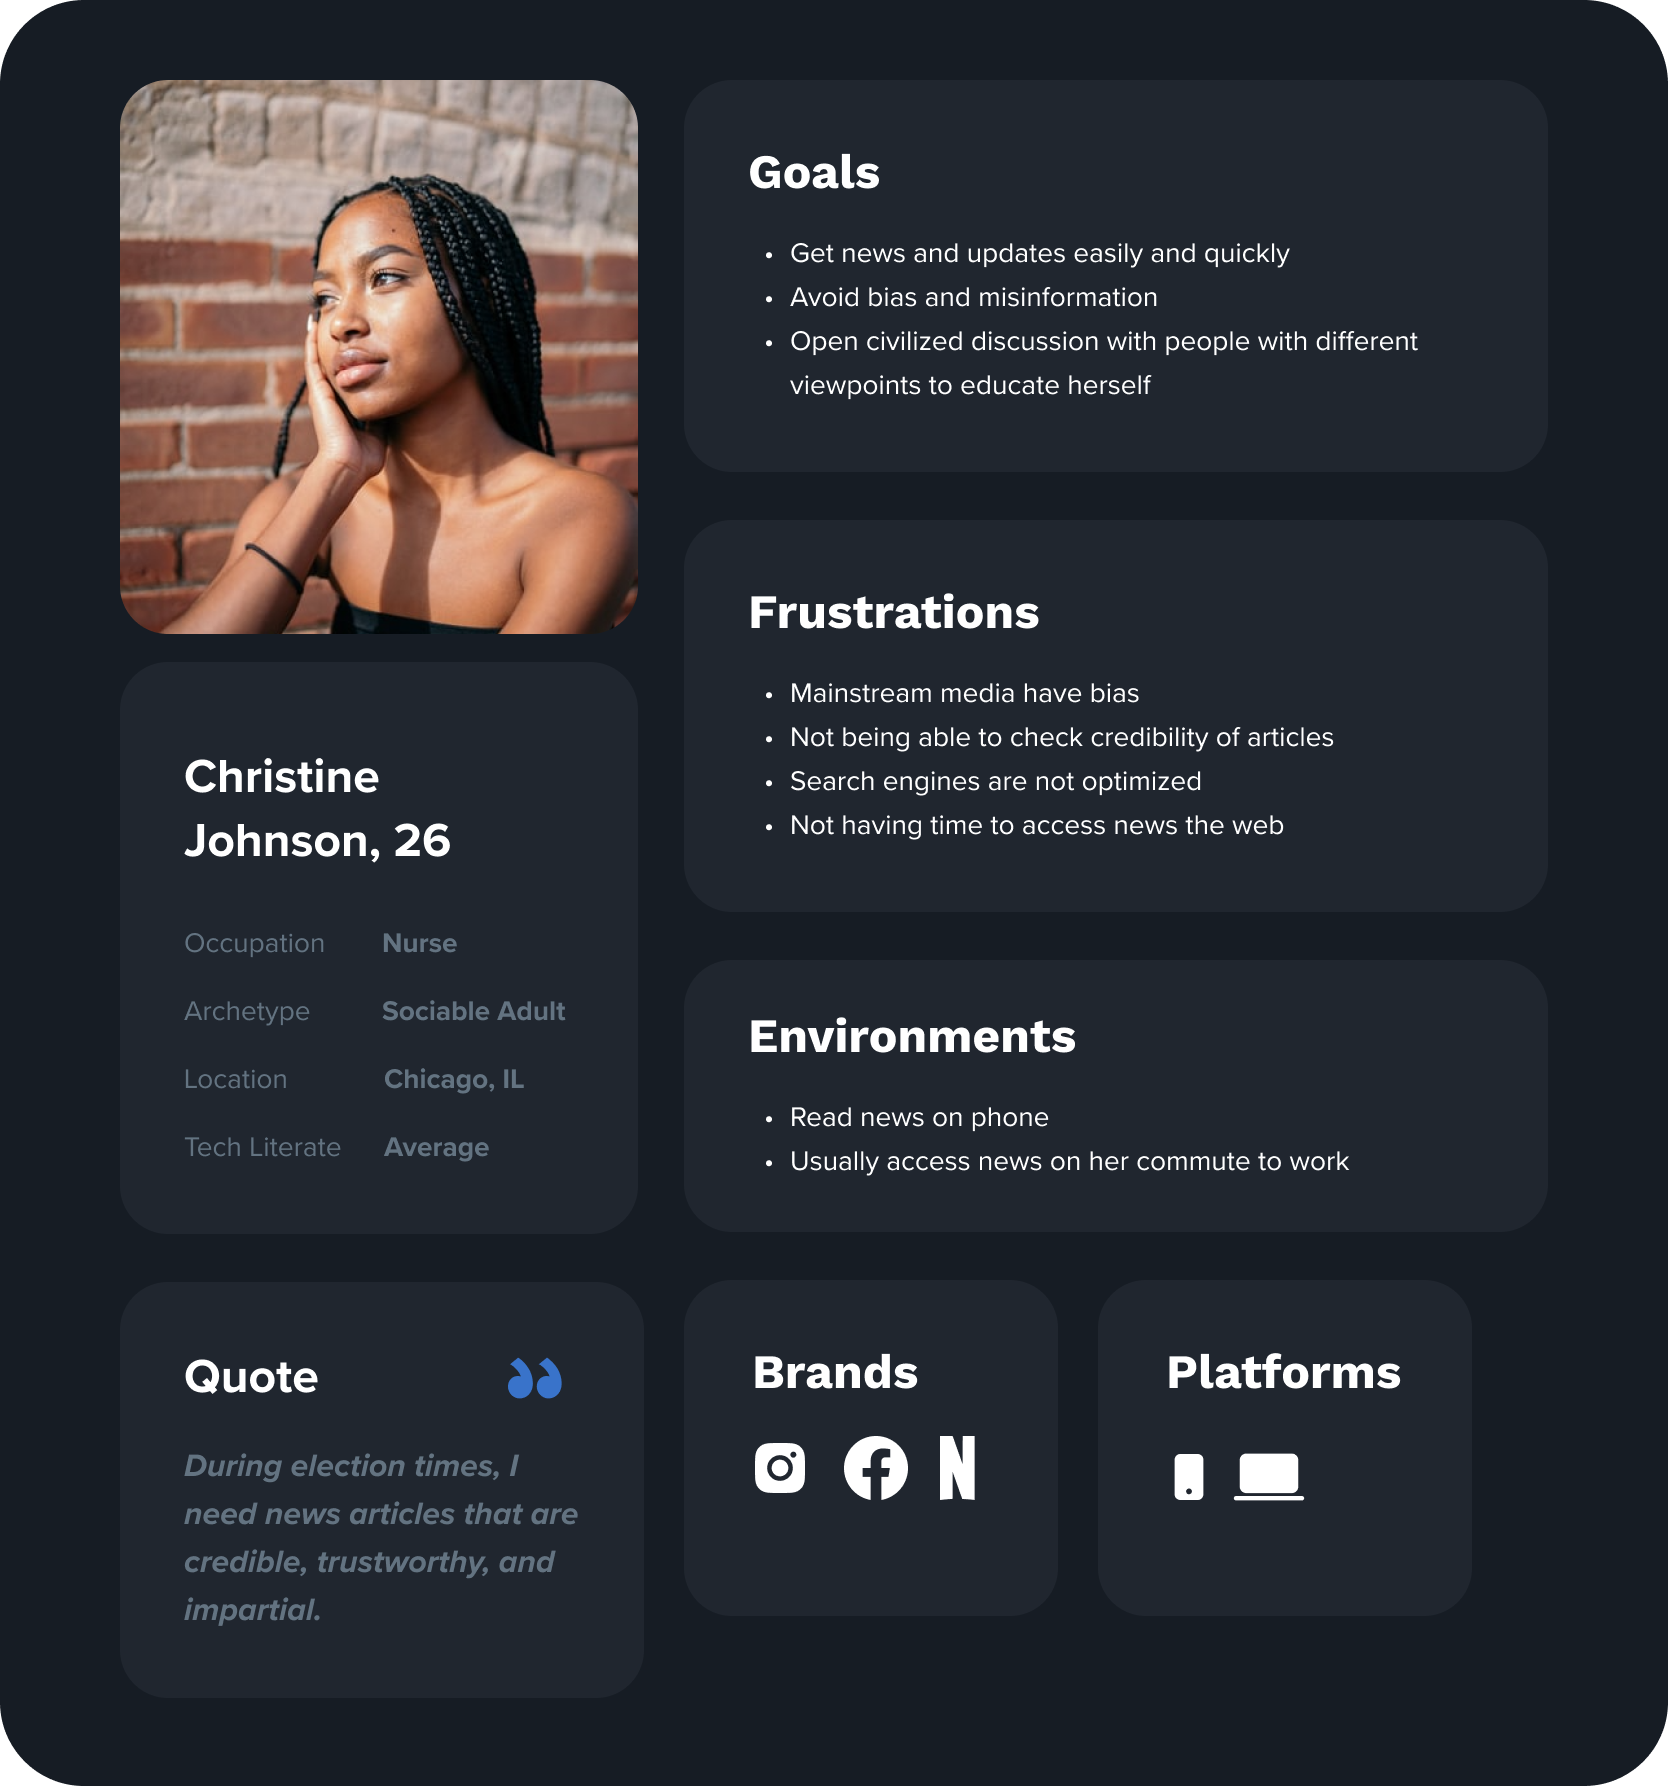 Goals
• Get news and updates easily and quickly
• Avoid bias and misinformation
• Open civilized discussion with people with different
viewpoints to educate herself
Frustrations
• Mainstream media have bias
• Not being able to check credibility of articles
• Search engines are not optimized
• Not having time to access news the web
Christine
Johnson, 26
Occupation Nurse
Archetype Sociable Adult
Location Chicago, IL
Tech Literate Average
Environments
• Read news on phone
• Usually access news on her commute to work
Quote
During election times, I
need news articles that are
credible, trustworthy, and
impartial.
Brands
Platforms